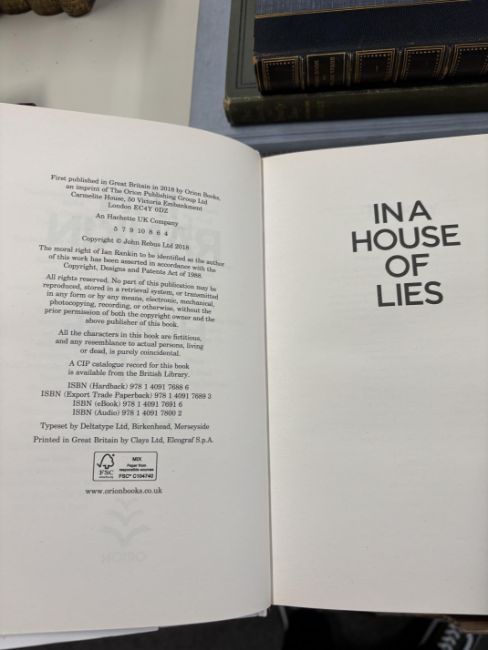 First published in Great Britain in 2018 by Orion Books,
an imprint of The Orion Publishing Group Ltd
Carmelite House, 50 Victoria Embankment
London EC4Y 0DZ
An Hachette UK Company
5 7 9 10 8 6 4
Copyright © John Rebus Ltd 2018
The moral right of Ian Rankin to be identified as the author
of this work has been asserted in accordance with the
Copyright, Designs and Patents Act of 1988.
All rights reserved. No part of this publication may be
reproduced, stored in a retrieval system, or transmitted
in any form or by any means, electronic, mechanical,
photocopying, recording, or otherwise, without the
prior permission of both the copyright owner and the
above publisher of this book.
All the characters in this book are fictitious,
and any resemblance to actual persons, living
or dead, is purely coincidental.
A CIP catalogue record for this book
is available from the British Library.
ISBN (Hardback) 978 1 4091 7688 6
ISBN (Export Trade Paperback) 978 1 4091 7689 3
ISBN (eBook) 978 1 4091 7691 6
ISBN (Audio) 978 1 4091 7800 2
Typeset by Deltatype Ltd, Birkenhead, Merseyside
Printed in Great Britain by Clays Ltd, Elcograf S.p.A.
FSC
MIX
Paper from
responsible sources
FSC® C104740
www.orionbooks.co.uk
IN A
HOUSE
OF
LIES